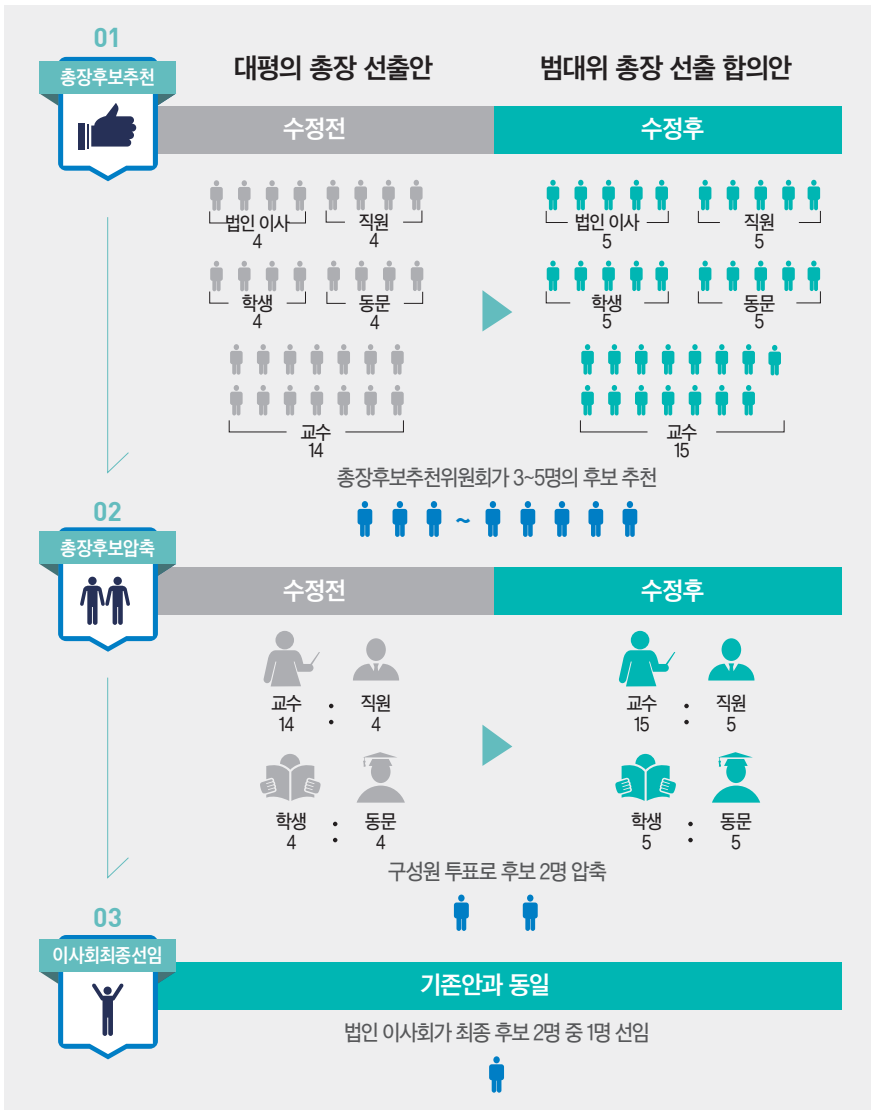 01
총장후보추천
대평의 총장 선출안
범대위 총장 선출 합의안
수정전
수정후
법인 이사
4
직원
4
법인 이사
5
직원
5
학생
4
동문
4
학생
5
동문
5
교수
14
교수
15
총장후보추천위원회가 3~5명의 후보 추천
~
02
총장후보압축
수정전
수정후
교수 : 직원
14 : 4
교수 : 직원
15 : 5
학생 : 동문
4 : 4
학생 : 동문
5 : 5
구성원 투표로 후보 2명 압축
03
이사회최종선임
기존안과 동일
법인 이사회가 최종 후보 2명 중 1명 선임